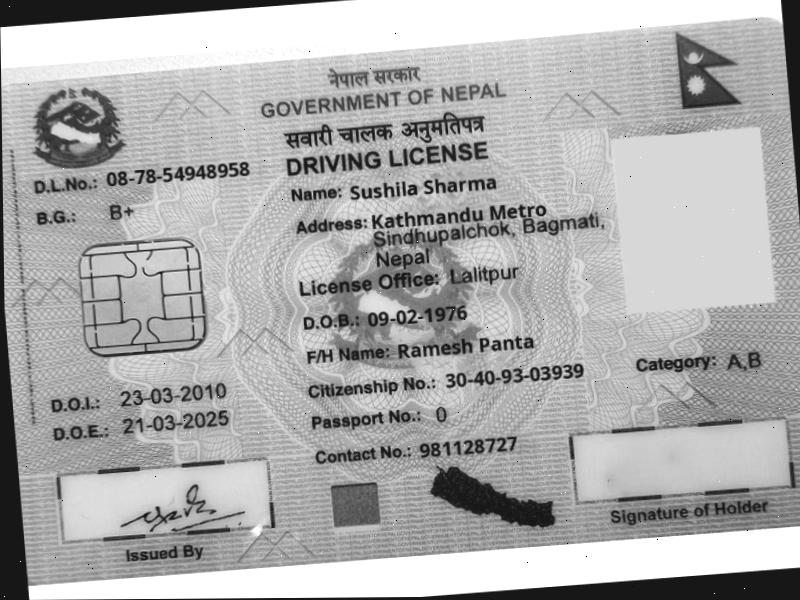 नेपाल सरकार
GOVERNMENT OF NEPAL
सवारी चालक अनुमतिपत्र
DRIVING LICENSE
D.L.No.: 08-78-54948958
B.G.: B+
Name: Sushila Sharma
Address: Kathmandu Metro
Sindhupalchok, Bagmati,
Nepal
License Office: Lalitpur
D.O.B.: 09-02-1976
F/H Name: Ramesh Panta
Citizenship No.: 30-40-93-03939
Category: A,B
D.O.I.: 23-03-2010
Passport No.: 0
D.O.E.: 21-03-2025
Contact No.: 981128727
Issued By
Signature of Holder